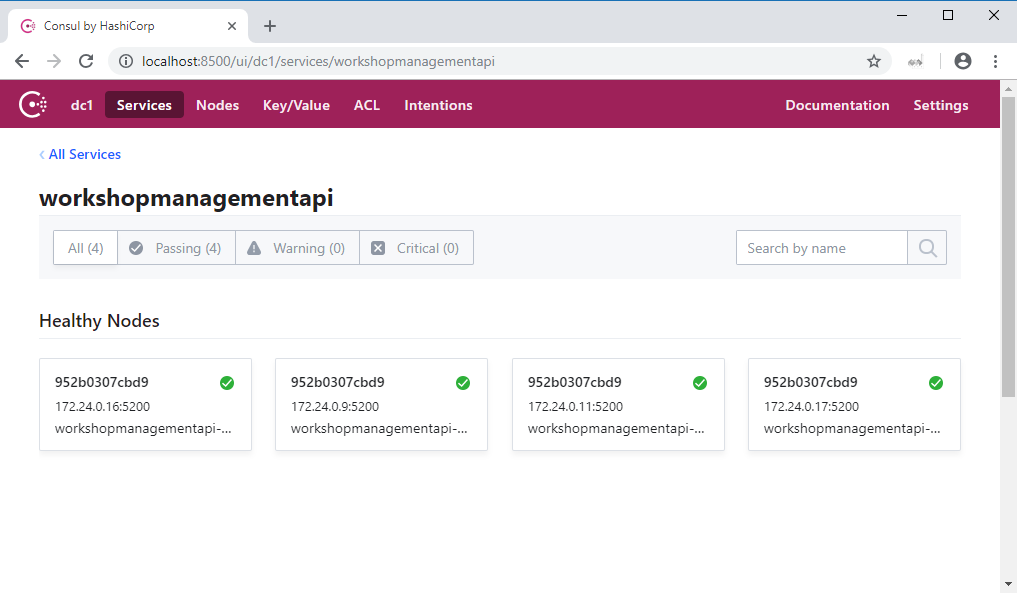 Consul by HashiCorp
localhost:8500/ui/dc1/services/workshopmanagementapi
dc1 Services Nodes Key/Value ACL Intentions Documentation Settings
‹ All Services
workshopmanagementapi
All (4) Passing (4) Warning (0) Critical (0) Search by name
Healthy Nodes
952b0307cbd9 952b0307cbd9 952b0307cbd9 952b0307cbd9
172.24.0.16:5200 172.24.0.9:5200 172.24.0.11:5200 172.24.0.17:5200
workshopmanagementapi-... workshopmanagementapi-... workshopmanagementapi-... workshopmanagementapi-...